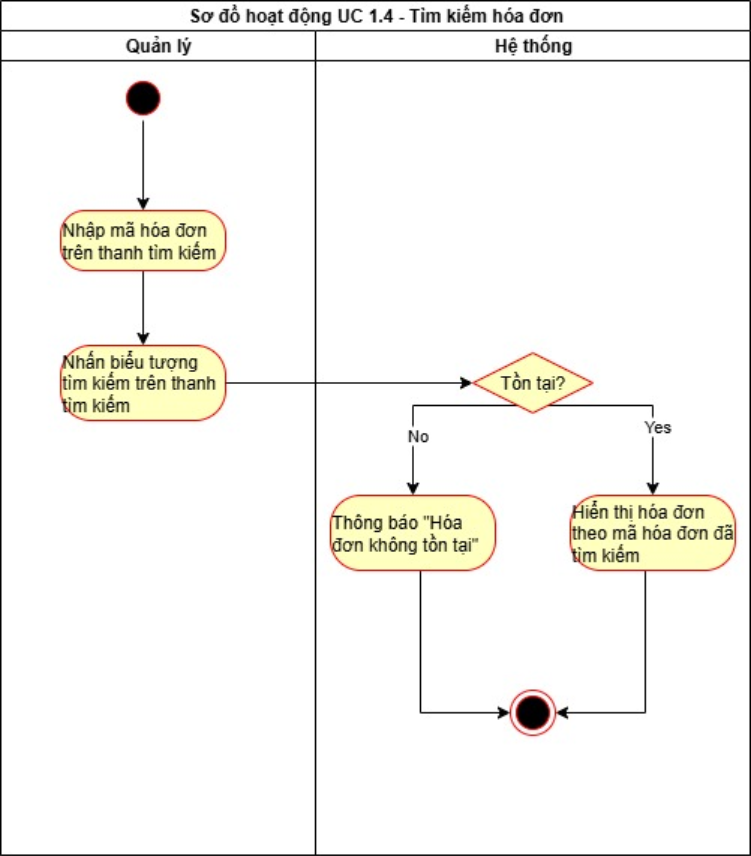 Sơ đồ hoạt động UC 1.4 - Tìm kiếm hóa đơn
Quản lý
Hệ thống
Nhập mã hóa đơn
trên thanh tìm kiếm
Nhấn biểu tượng
tìm kiếm trên thanh
tìm kiếm
Tồn tại?
No
Yes
Thông báo "Hóa
đơn không tồn tại"
Hiển thị hóa đơn
theo mã hóa đơn đã
tìm kiếm